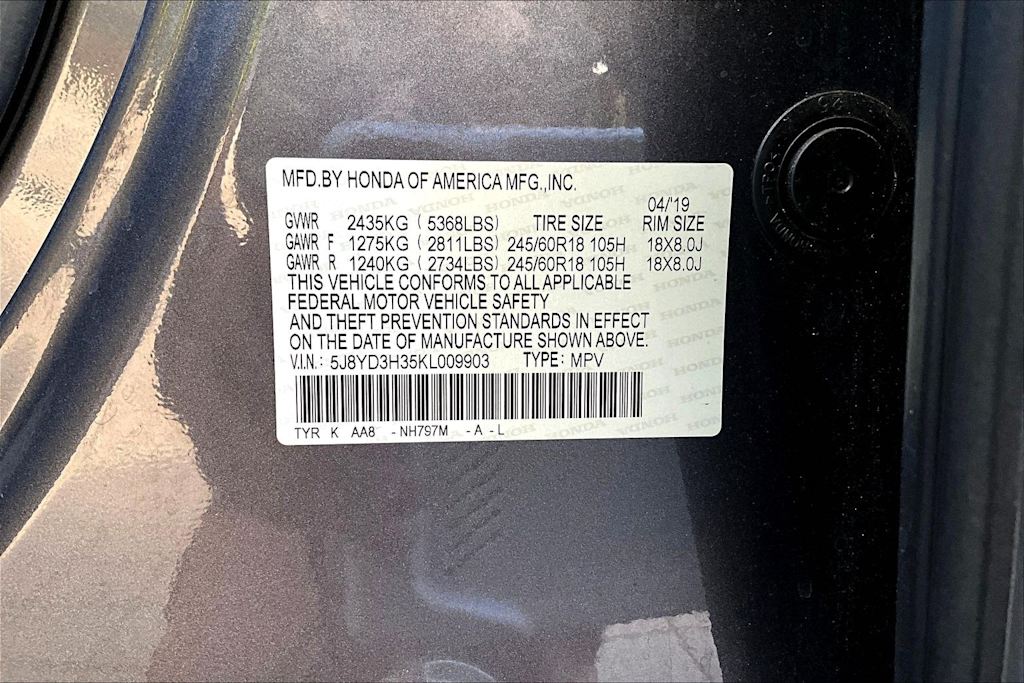 MFD.BY HONDA OF AMERICA MFG.,INC.
04/'19
GVWR 2435KG ( 5368LBS) TIRE SIZE RIM SIZE
GAWR F 1275KG ( 2811LBS) 245/60R18 105H 18X8.0J
GAWR R 1240KG ( 2734LBS) 245/60R18 105H 18X8.0J
THIS VEHICLE CONFORMS TO ALL APPLICABLE
FEDERAL MOTOR VEHICLE SAFETY
AND THEFT PREVENTION STANDARDS IN EFFECT
ON THE DATE OF MANUFACTURE SHOWN ABOVE.
V.I.N.: 5J8YD3H35KL009903 TYPE: MPV
TYR K AA8 -NH797M -A -L